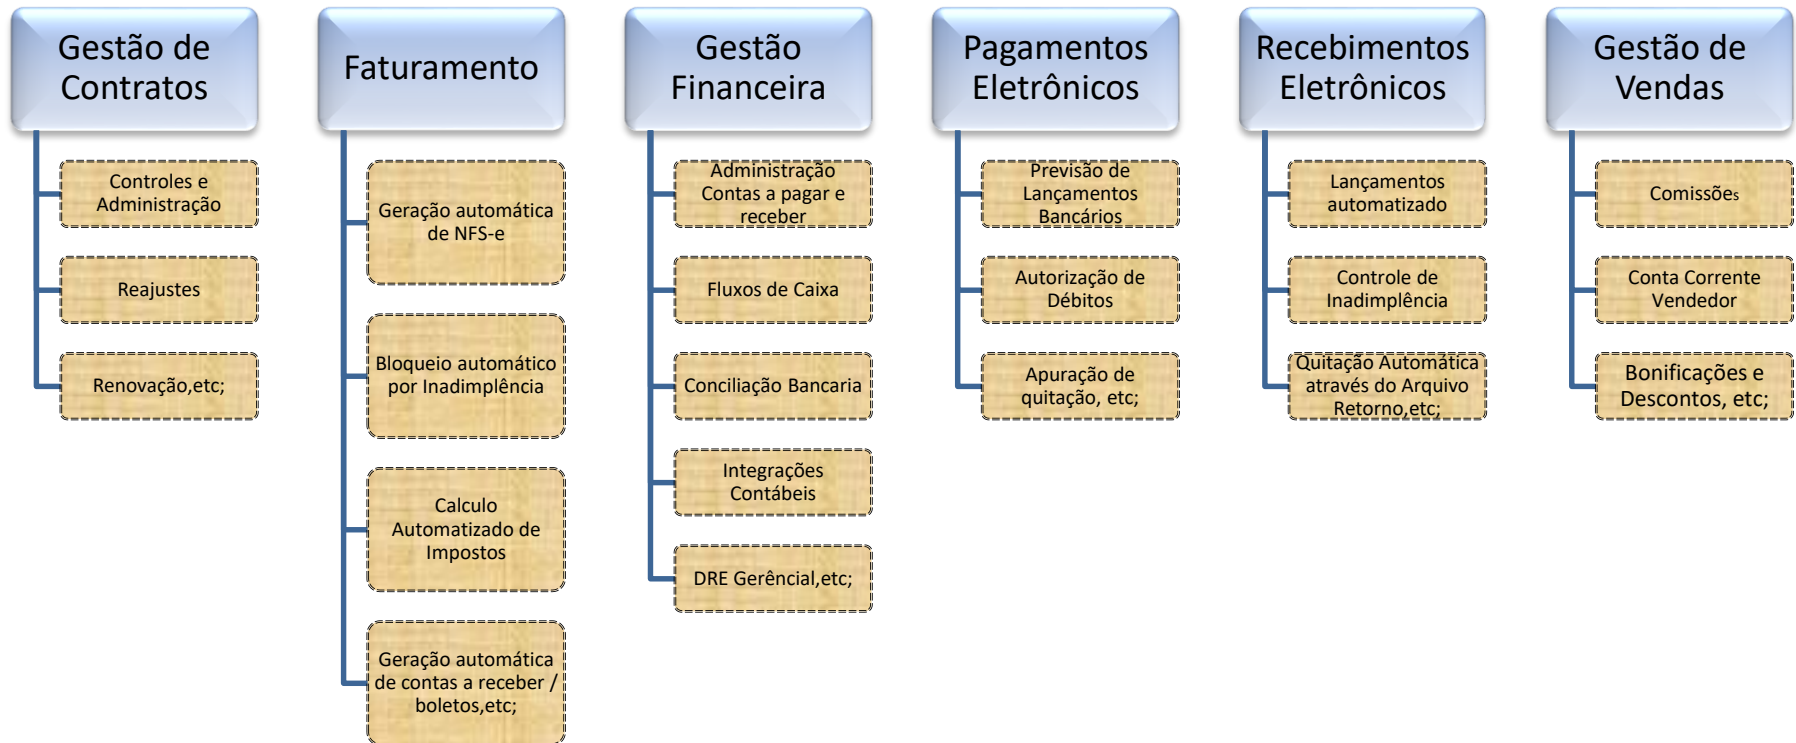 Gestão de
Contratos
Controles e
Administração
Reajustes
Renovação,etc;
Faturamento
Geração automática
de NFS-e
Bloqueio automático
por Inadimplência
Calculo
Automatizado de
Impostos
Geração automática
de contas a receber /
boletos,etc;
Gestão
Financeira
Administração
Contas a pagar e
receber
Fluxos de Caixa
Conciliação Bancaria
Integrações
Contábeis
DRE Gerêncial,etc;
Pagamentos
Eletrônicos
Previsão de
Lançamentos
Bancários
Autorização de
Débitos
Apuração de
quitação, etc;
Recebimentos
Eletrônicos
Lançamentos
automatizado
Controle de
Inadimplência
Quitação Automática
através do Arquivo
Retorno,etc;
Gestão de
Vendas
Comissões
Conta Corrente
Vendedor
Bonificações e
Descontos, etc;